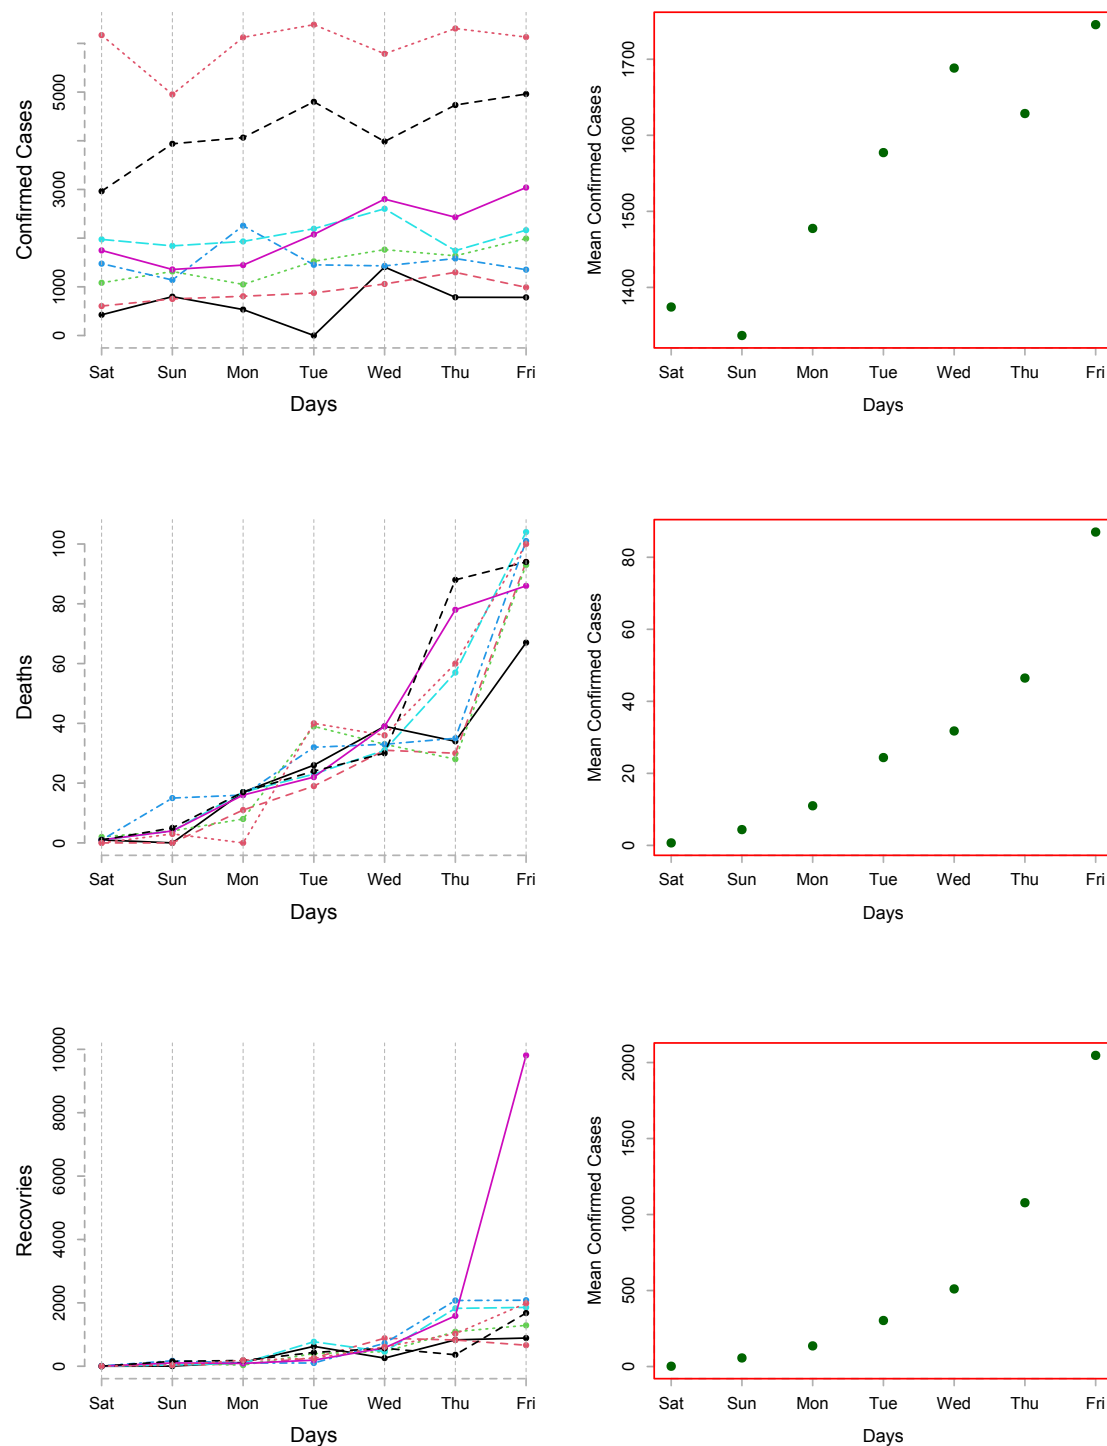 Confirmed Cases
0
1000
3000
5000
Sat Sun Mon Tue Wed Thu Fri
Days
Mean Confirmed Cases
1400
1500
1600
1700
Sat Sun Mon Tue Wed Thu Fri
Days
Deaths
0
20
40
60
80
100
Sat Sun Mon Tue Wed Thu Fri
Days
Mean Confirmed Cases
0
20
40
60
80
Sat Sun Mon Tue Wed Thu Fri
Days
Recovries
0
2000
4000
6000
8000
10000
Sat Sun Mon Tue Wed Thu Fri
Days
Mean Confirmed Cases
0
500
1000
1500
2000
Sat Sun Mon Tue Wed Thu Fri
Days